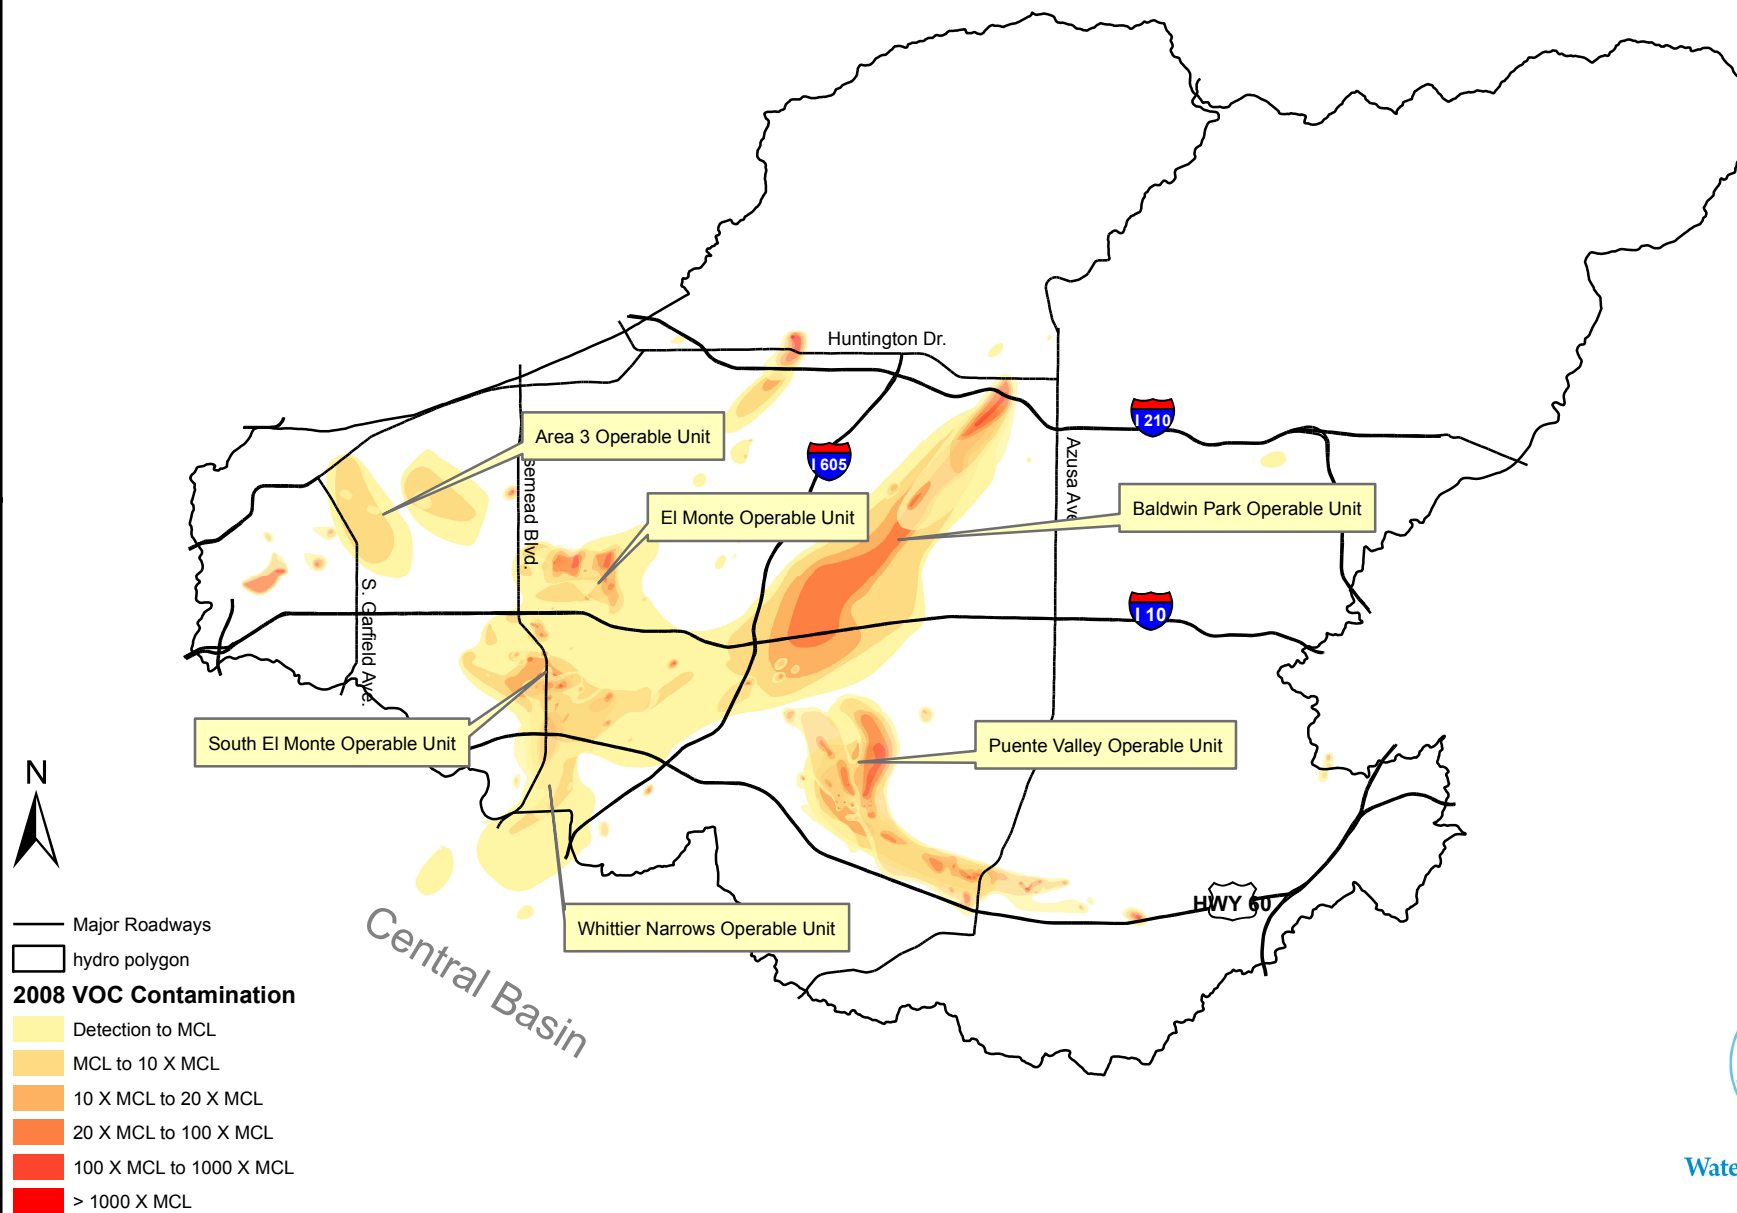 Huntington Dr.
I 210
Area 3 Operable Unit
I 605
Azusa Ave
semead Blvd.
El Monte Operable Unit
Baldwin Park Operable Unit
I 10
S. Garfield Ave.
South El Monte Operable Unit
Puente Valley Operable Unit
N
HWY 60
Whittier Narrows Operable Unit
Central Basin
Major Roadways
hydro polygon
2008 VOC Contamination
Detection to MCL
MCL to 10 X MCL
10 X MCL to 20 X MCL
20 X MCL to 100 X MCL
100 X MCL to 1000 X MCL
> 1000 X MCL
Wate